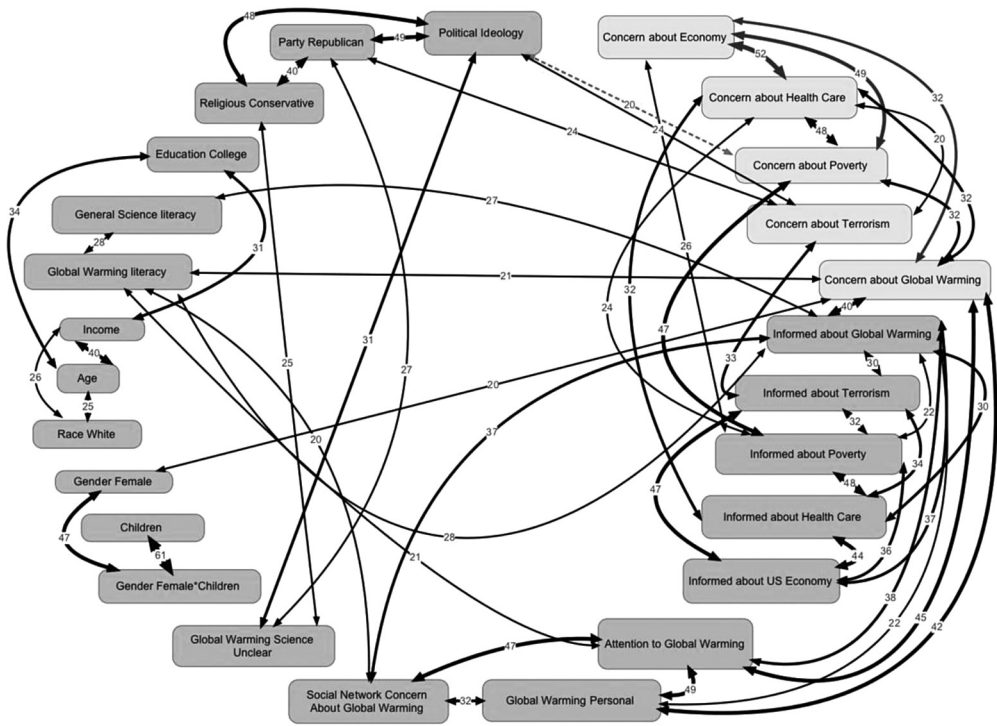 48
Political Ideology
Party Republican
49
40
Religious Conservative
Education College
34
General Science literacy
28
31
Global Warming literacy
Income
40
26
Age
25
Race White
Gender Female
Children
47
61
Gender Female*Children
Global Warming Science
Unclear
Social Network Concern
About Global Warming
32
Global Warming Personal
47
Attention to Global Warming
49
Concern about Economy
52
49
Concern about Health Care
32
20
48
20
24
24
Concern about Poverty
32
32
27
Concern about Terrorism
26
21
Concern about Global Warming
32
24
40
Informed about Global Warming
47
31
33
30
25
27
20
Informed about Terrorism
22
30
32
37
20
Informed about Poverty
34
48
47
Informed about Health Care
37
28
44
36
21
Informed about US Economy
38
22
45
42